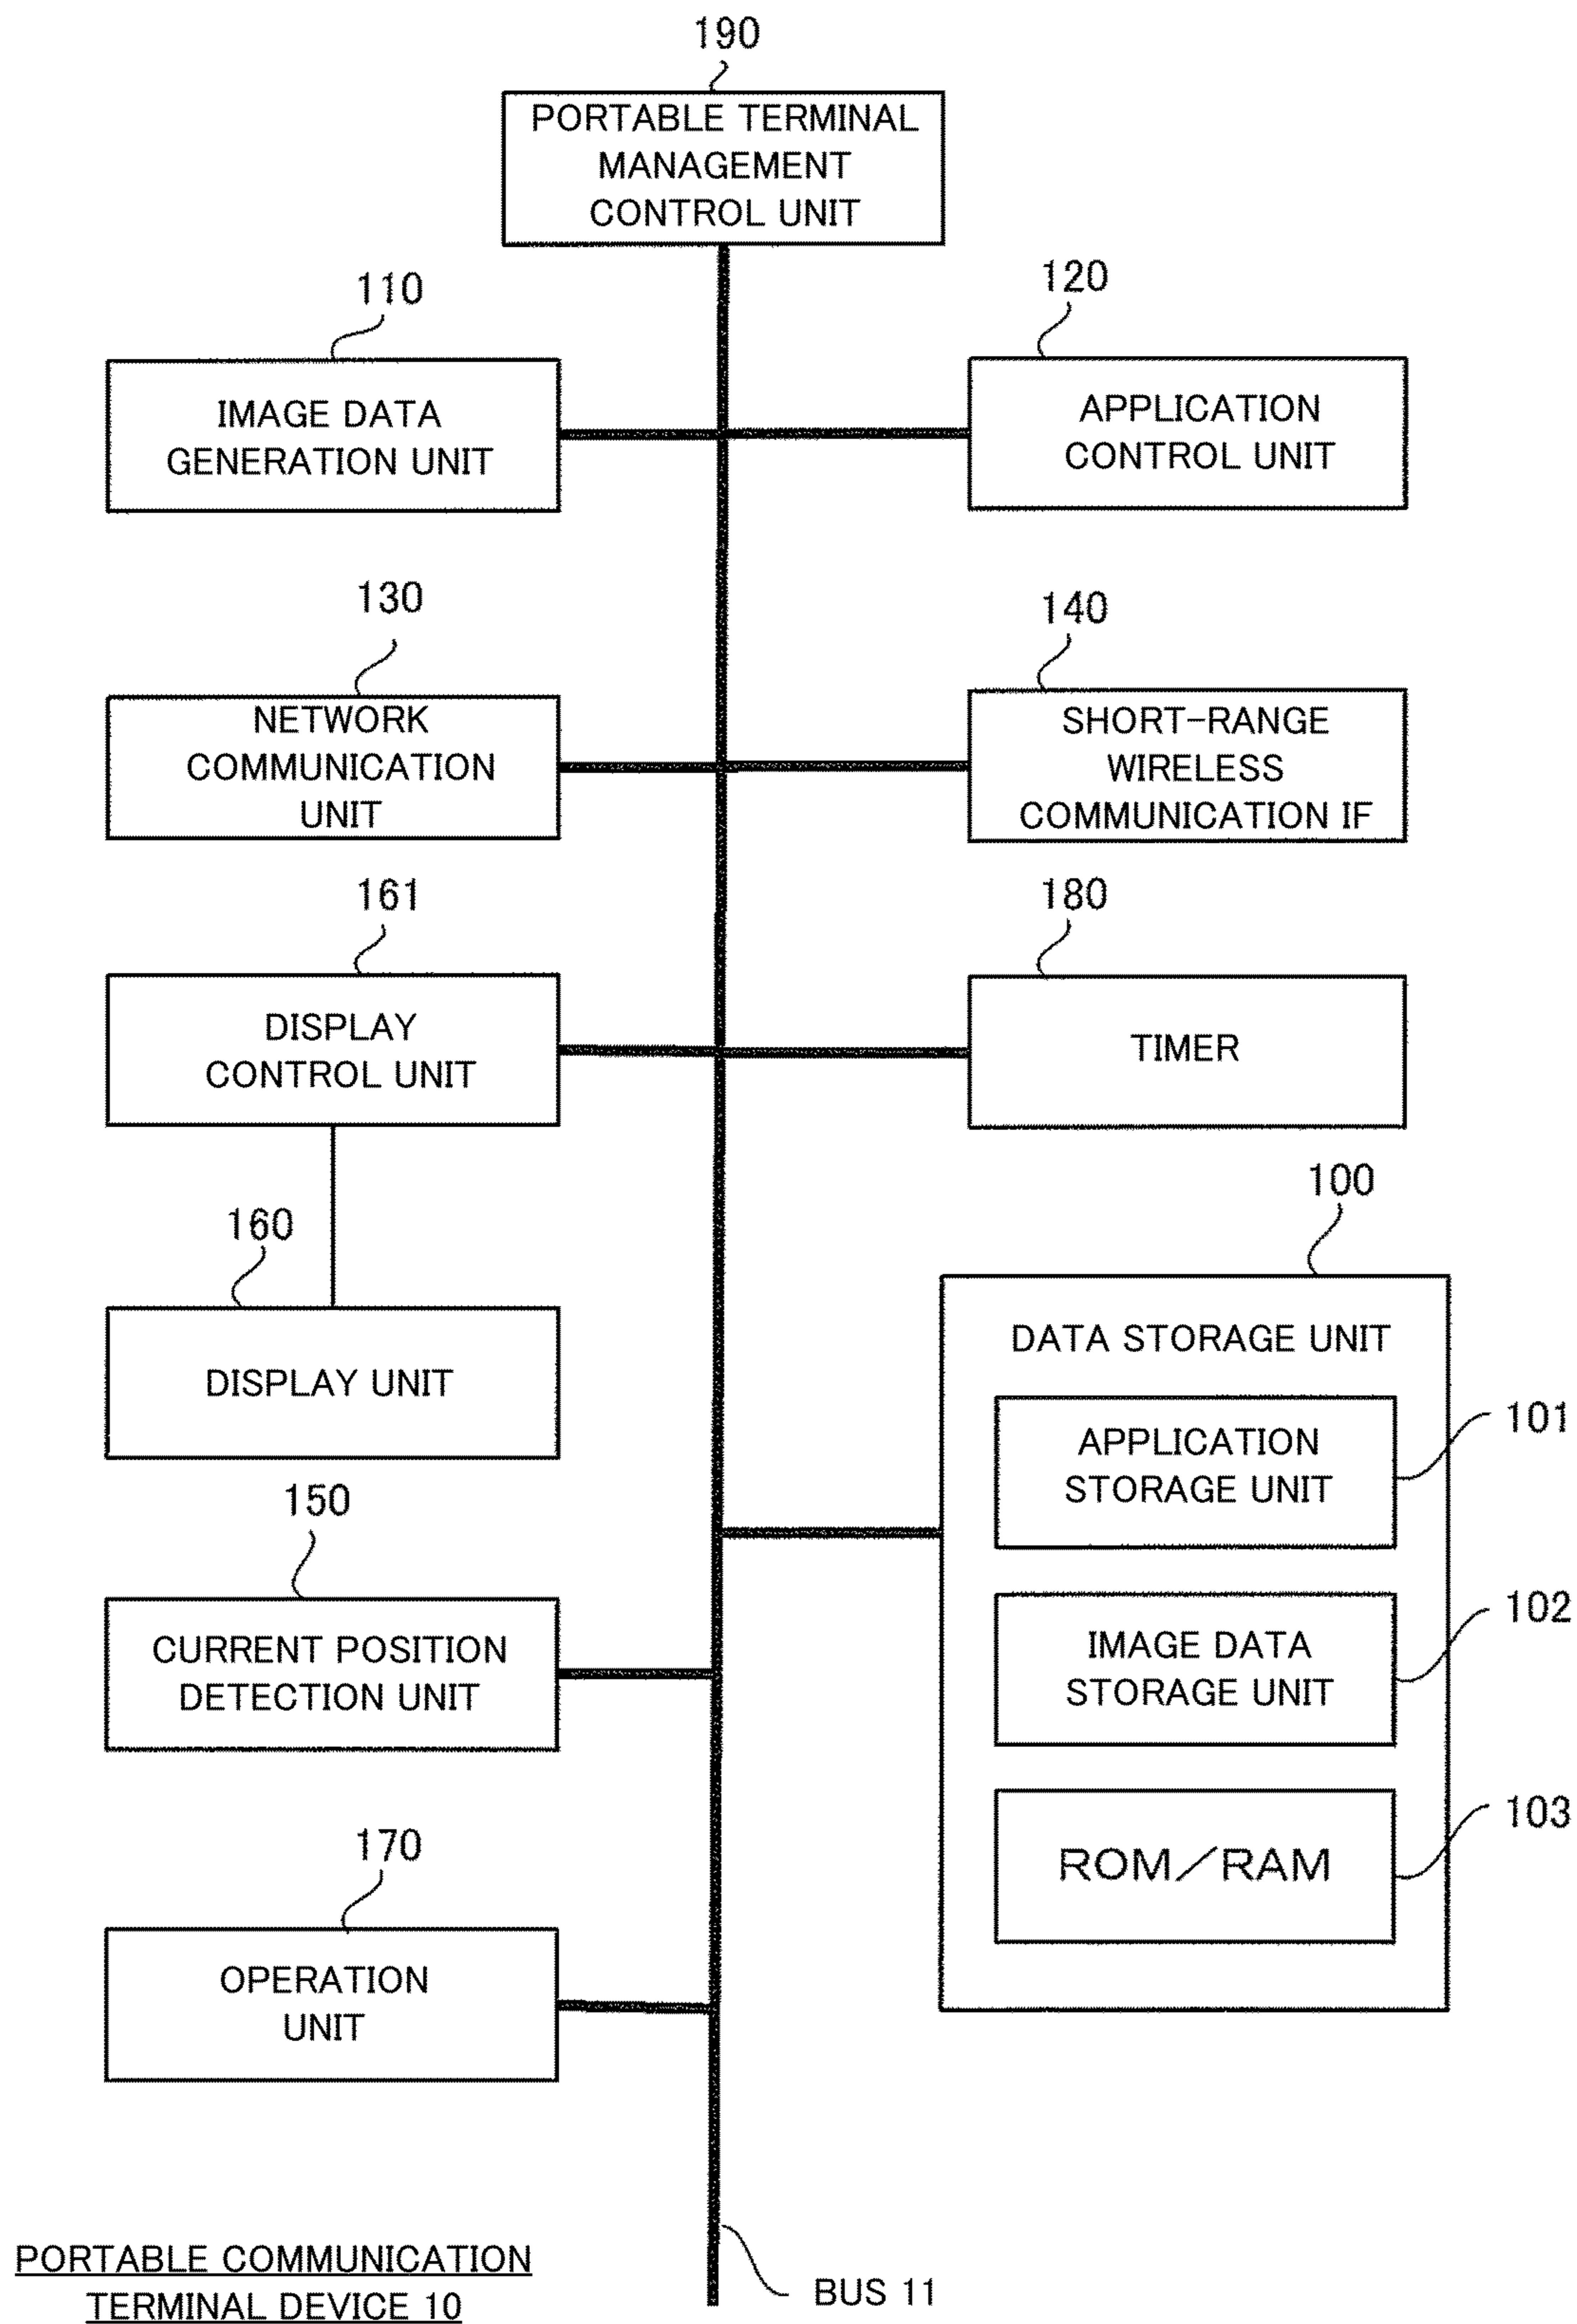 190
PORTABLE TERMINAL
MANAGEMENT
CONTROL UNIT
110
IMAGE DATA
GENERATION UNIT
120
APPLICATION
CONTROL UNIT
130
NETWORK
COMMUNICATION
UNIT
140
SHORT-RANGE
WIRELESS
COMMUNICATION IF
161
DISPLAY
CONTROL UNIT
180
TIMER
160
DISPLAY UNIT
100
DATA STORAGE UNIT
APPLICATION
STORAGE UNIT
101
IMAGE DATA
STORAGE UNIT
102
ROM/RAM
103
150
CURRENT POSITION
DETECTION UNIT
170
OPERATION
UNIT
PORTABLE COMMUNICATION
TERMINAL DEVICE 10
BUS 11